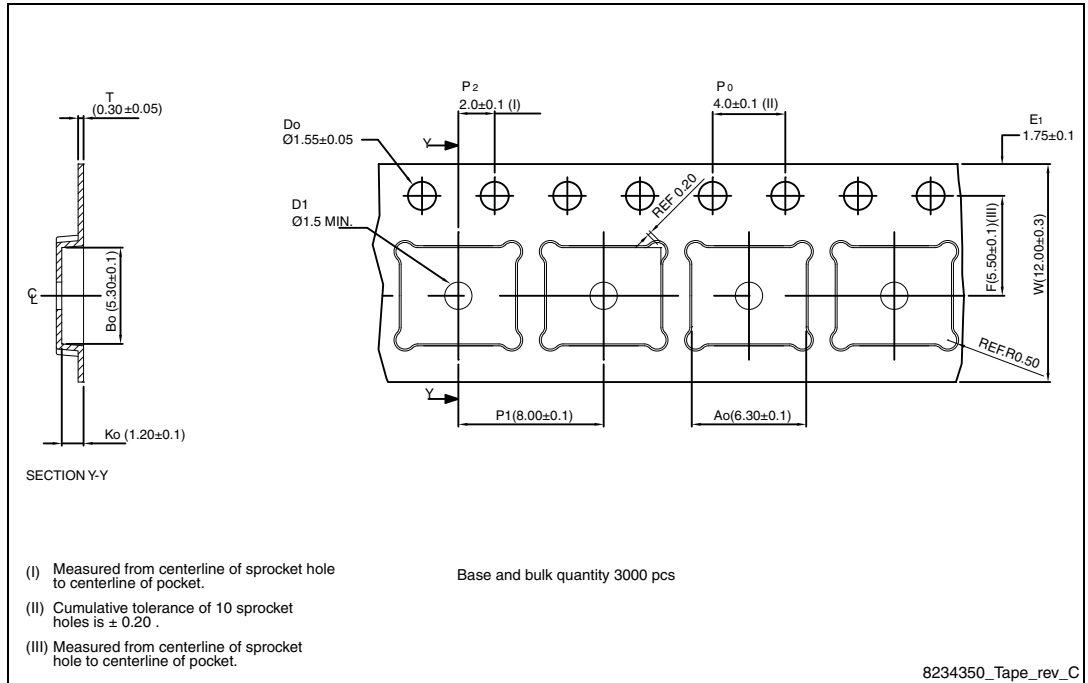 T
(0.30±0.05)
P2
2.0±0.1 (I)
P0
4.0±0.1 (II)
Do
Ø1.55±0.05
E1
1.75±0.1
Y
D1
Ø1.5 MIN.
REF 0.20
F(5.50±0.1)(III)
W(12.00±0.3)
℄
Bo (5.30±0.1)
REF.R0.50
Y
P1(8.00±0.1)
Ao(6.30±0.1)
Ko (1.20±0.1)
SECTION Y-Y
(I) Measured from centerline of sprocket hole
to centerline of pocket.
Base and bulk quantity 3000 pcs
(II) Cumulative tolerance of 10 sprocket
holes is ± 0.20 .
(III) Measured from centerline of sprocket
hole to centerline of pocket.
8234350_Tape_rev_C